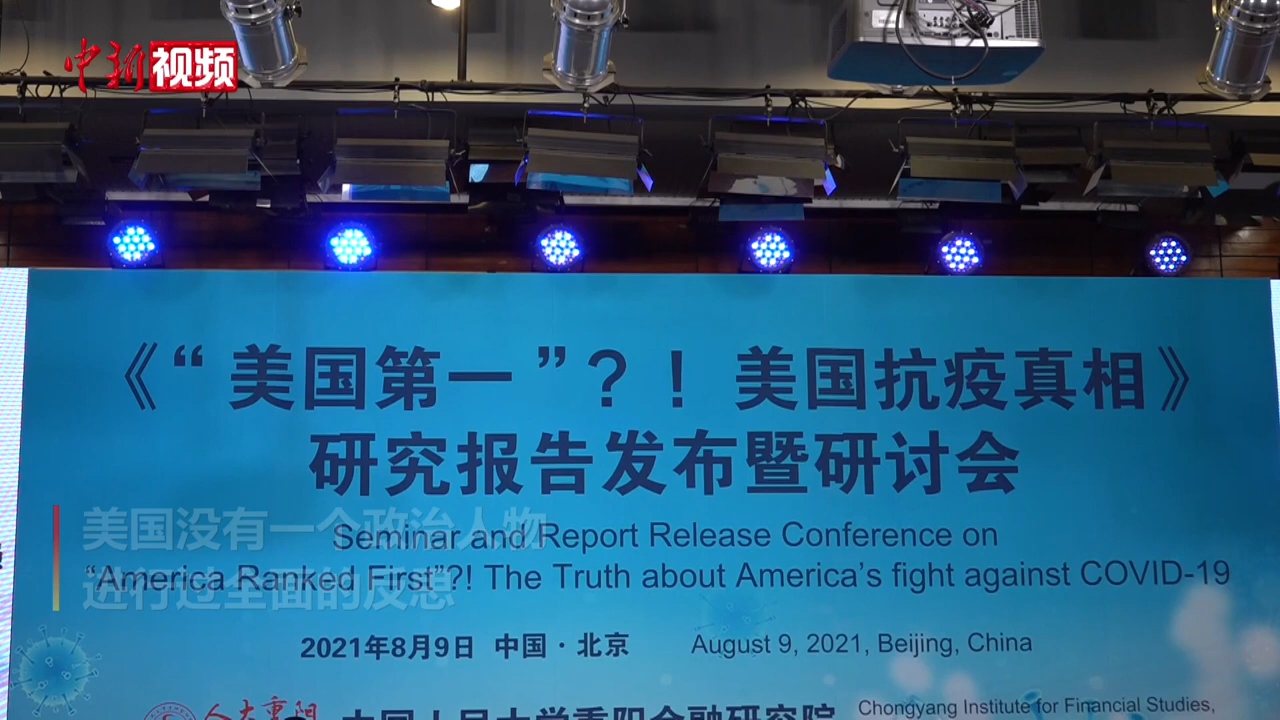 中新视频
《“美国第一”？！美国抗疫真相》
研究报告发布暨研讨会
美国没有一个政治人物
Seminar and Report Release Conference on
进行过全面的反思
“America Ranked First”?! The Truth about America's fight against COVID-19
2021年8月9日 中国·北京 August 9, 2021, Beijing, China
人大重阳 中国人民大学重阳金融研究院 Chongyang Institute for Financial Studies,